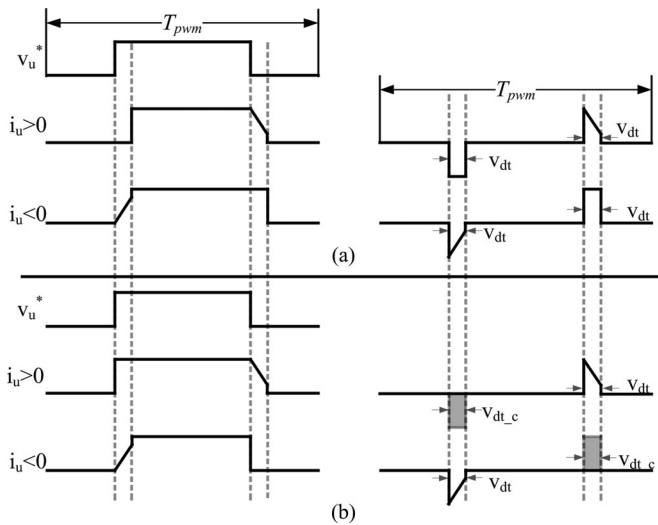 T_pwm
v_u*
T_pwm
i_u>0
v_dt
v_dt
i_u<0
v_dt
v_dt
(a)
v_u*
i_u>0
v_dt
v_dt_c
i_u<0
v_dt_c
v_dt
(b)